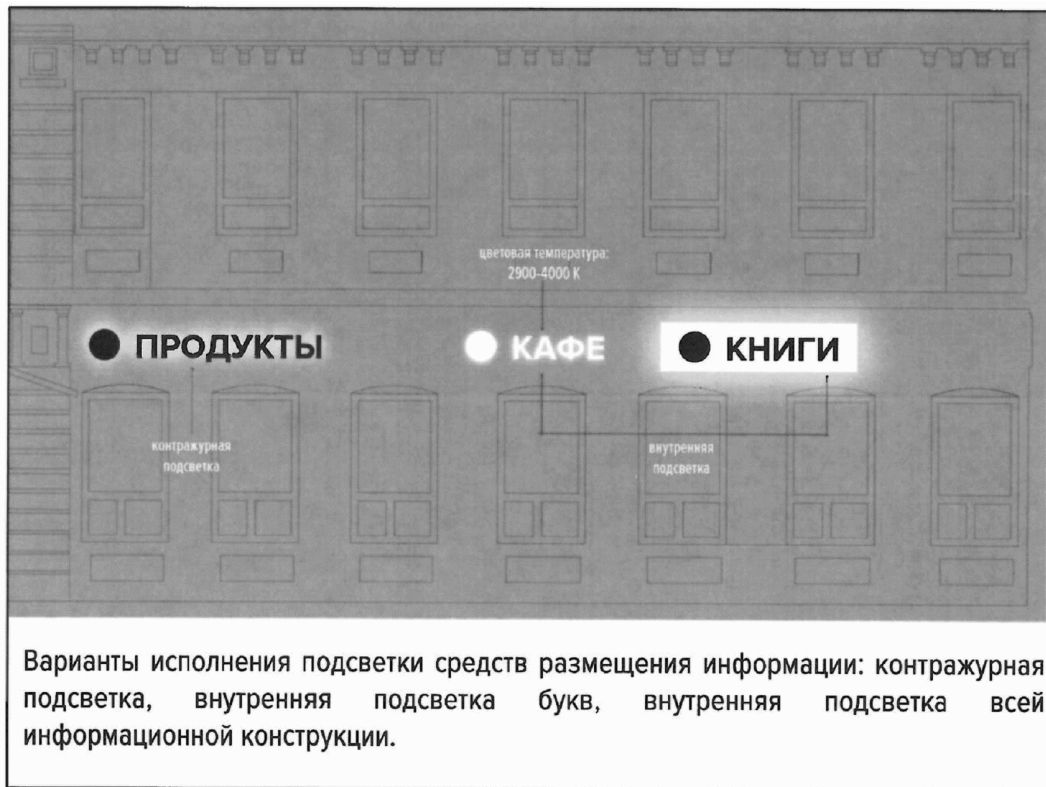 цветовая температура:
2900-4000 К
ПРОДУКТЫ
КАФЕ
КНИГИ
контражурная
подсветка
внутренняя
подсветка
Варианты исполнения подсветки средств размещения информации: контражурная
подсветка, внутренняя подсветка букв, внутренняя подсветка всей
информационной конструкции.